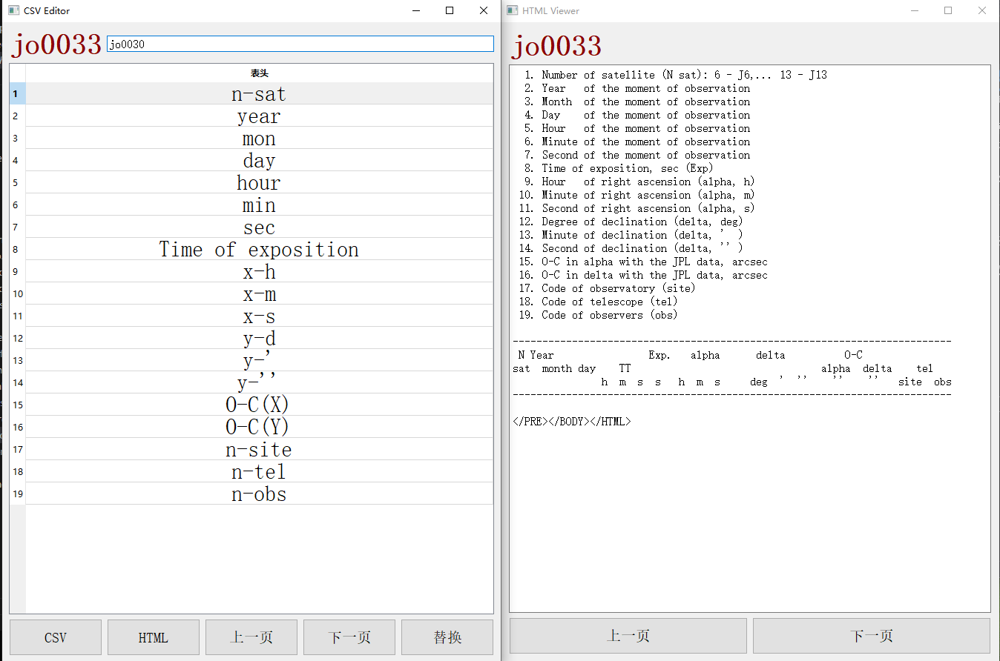 CSV Editor
jo0033 jo0030
表头
1 n-sat
2 year
3 mon
4 day
5 hour
6 min
7 sec
8 Time of exposition
9 x-h
10 x-m
11 x-s
12 y-d
13 y-'
14 y-''
15 O-C(X)
16 O-C(Y)
17 n-site
18 n-tel
19 n-obs
CSV HTML 上一页 下一页 替换
HTML Viewer
jo0033
1. Number of satellite (N sat): 6 - J6,... 13 - J13
2. Year   of the moment of observation
3. Month  of the moment of observation
4. Day    of the moment of observation
5. Hour   of the moment of observation
6. Minute of the moment of observation
7. Second of the moment of observation
8. Time of exposition, sec (Exp)
9. Hour   of right ascension (alpha, h)
10. Minute of right ascension (alpha, m)
11. Second of right ascension (alpha, s)
12. Degree of declination (delta, deg)
13. Minute of declination (delta, '  )
14. Second of declination (delta, '' )
15. O-C in alpha with the JPL data, arcsec
16. O-C in delta with the JPL data, arcsec
17. Code of observatory (site)
18. Code of telescope (tel)
19. Code of observers (obs)
--------------------------------------------------------------------------
N Year                Exp.   alpha      delta          O-C
sat  month day    TT                                alpha  delta    tel
h  m  s  s   h  m  s     deg  '  ''    ''    ''   site  obs
--------------------------------------------------------------------------
</PRE></BODY></HTML>
上一页 下一页